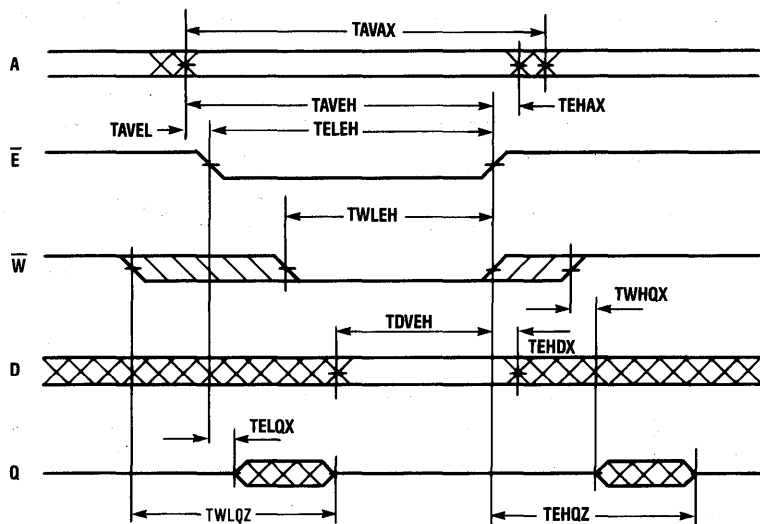 TAVAX
A
TAVEH
TEHAX
TAVEL
TELEH
E
TWLEH
W
TWHQX
TDVEH
TEHDX
D
TELQX
Q
TWLQZ
TEHQZ